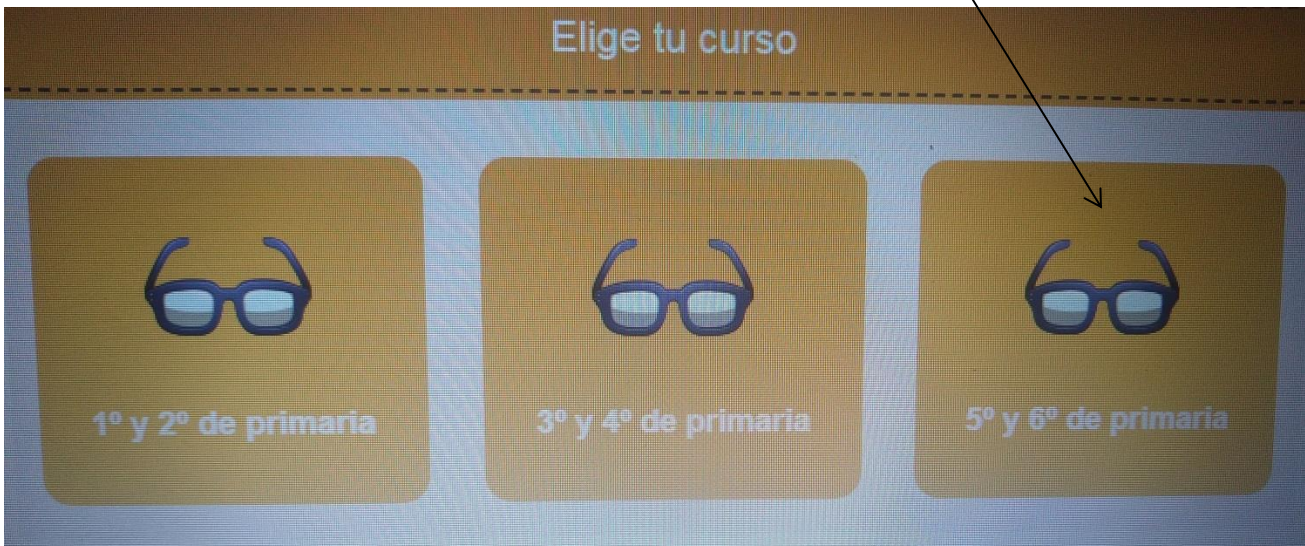 Elige tu curso
1º y 2º de primaria
3º y 4º de primaria
5º y 6º de primaria